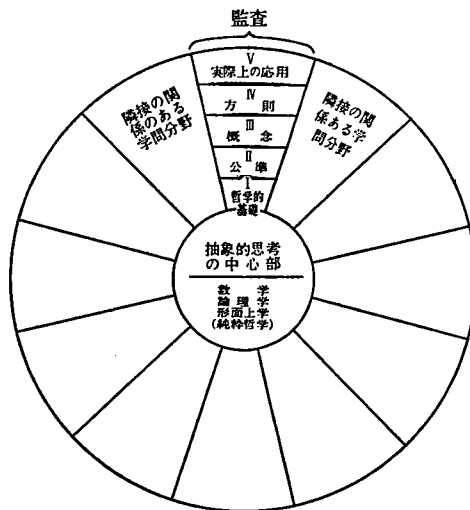 監査
V
実際上の応用
IV
方則
III
概念
II
公準
I
哲学的
基礎
隣接の関
係のある
学問分野
隣接の関
係ある学
問分野
抽象的思考
の中心部
数学
論理学
形而上学
(純粋哲学)